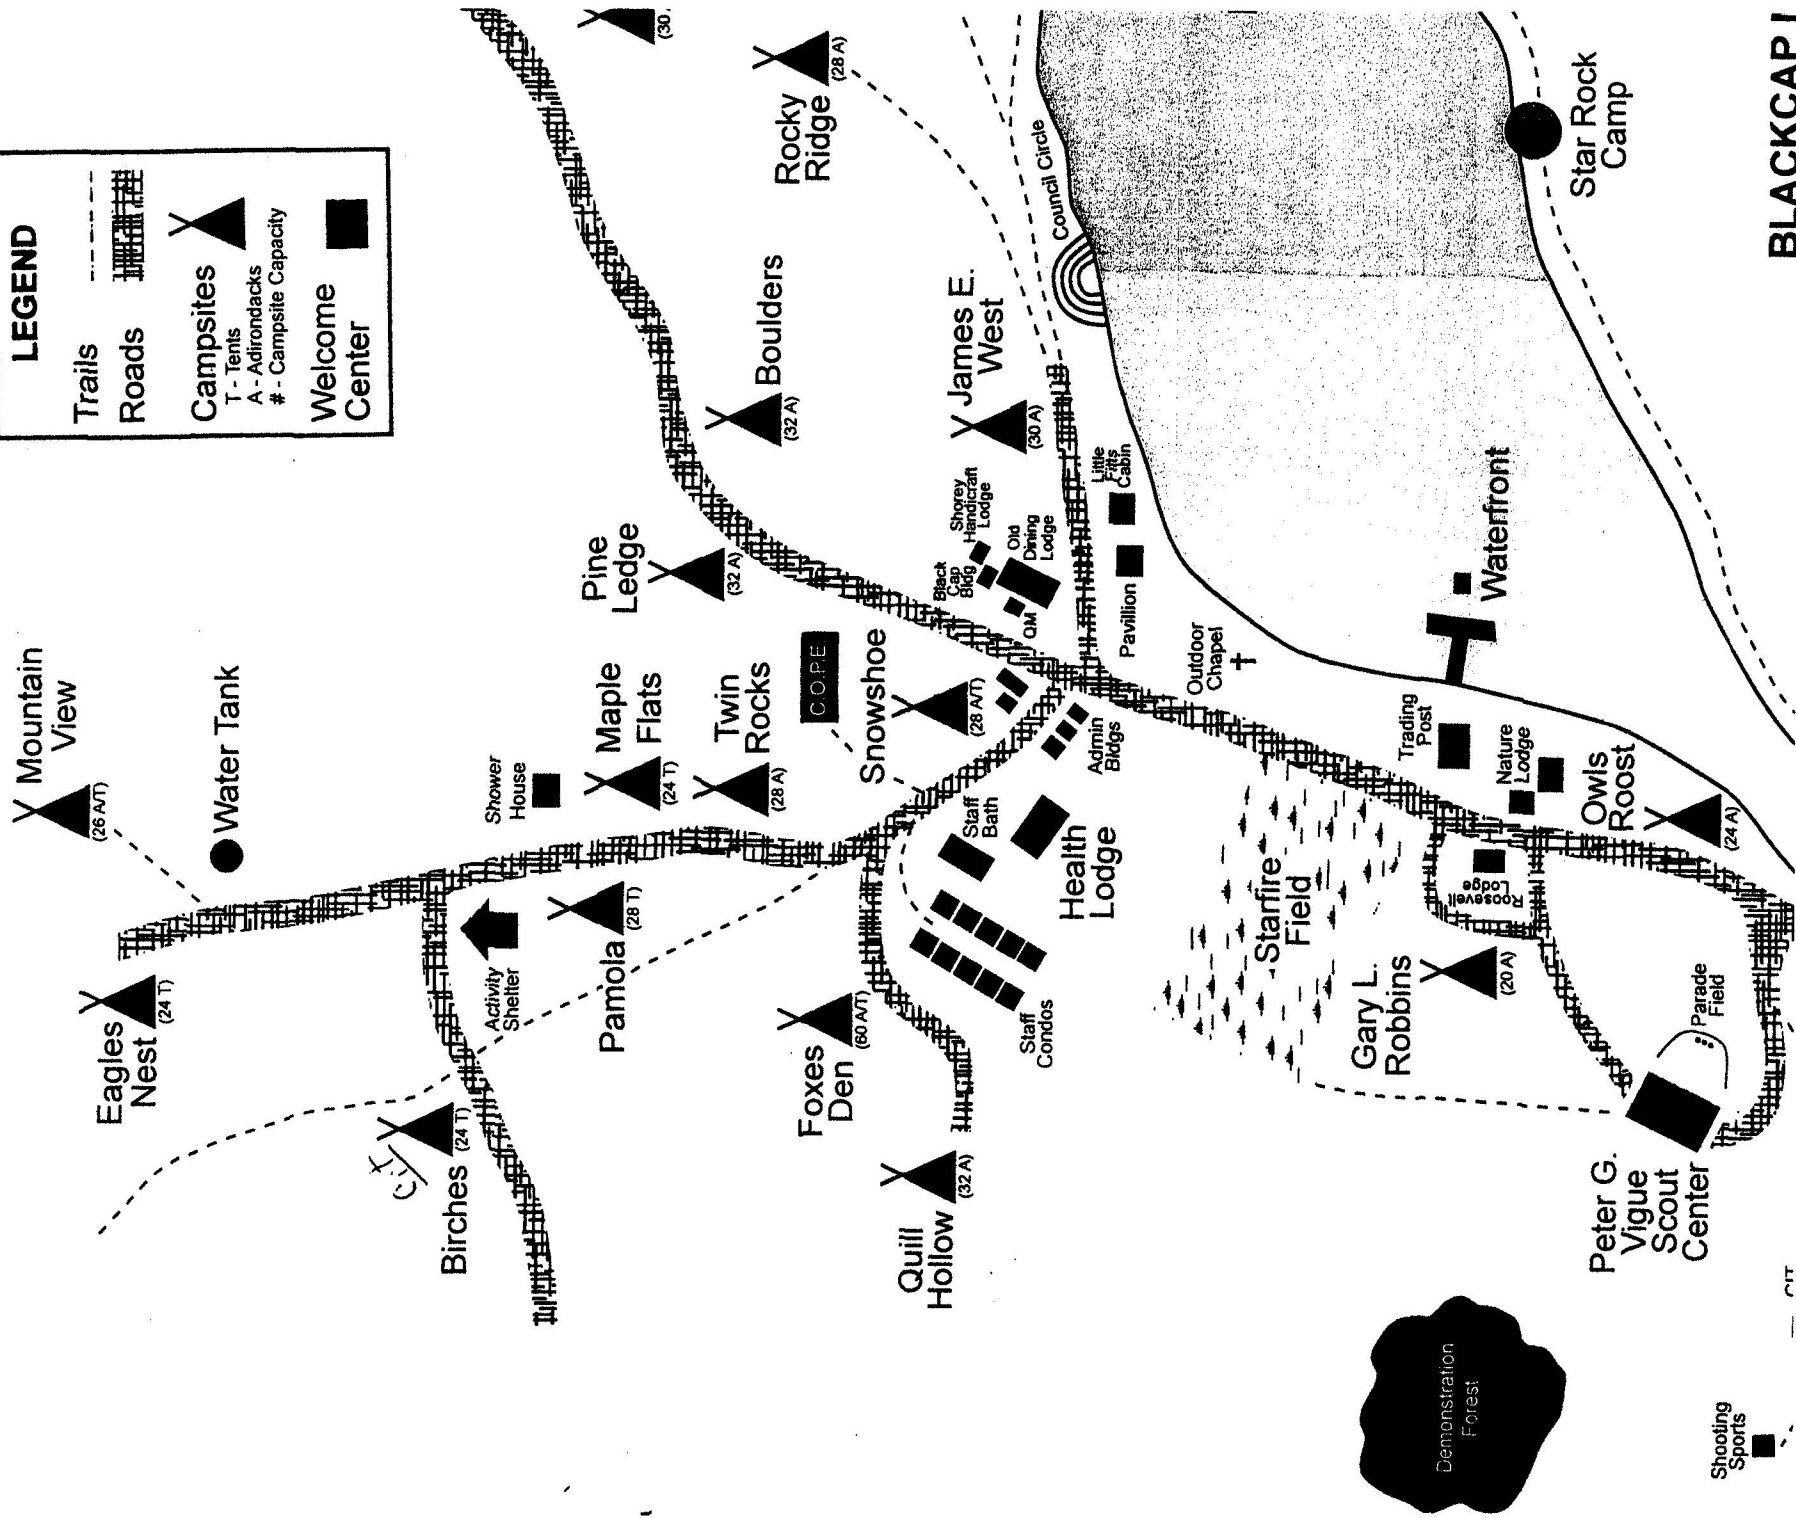 LEGEND
Trails
Roads
Campsites
T - Tents
A - Adirondacks
# - Campsite Capacity
Welcome
Center
Mountain
View
(26 A/T)
Water Tank
Eagles
Nest
(24 T)
Shower
House
Activity
Shelter
Birches
(24 T)
Cit
Maple
Flats
(24 T)
Pamola
(28 T)
Twin
Rocks
(28 A)
Pine
Ledge
(32 A)
Boulders
(32 A)
(30
Rocky
Ridge
(28 A)
C.O.P.E.
Snowshoe
(28 A/T)
Foxes
Den
(60 A/T)
Quill
Hollow
(32 A)
Staff
Bath
Staff
Condos
Health
Lodge
Admin
Bldgs
Black
Cap
Bldg
Shorey
Handicraft
Lodge
Old
Dining
Lodge
QM
James E.
West
(30 A)
Council Circle
Little
Fitts
Cabin
Pavillion
Outdoor
Chapel
Starfire
Field
Trading
Post
Nature
Lodge
Waterfront
Roosevelt
Lodge
Gary L.
Robbins
(20 A)
Owls
Roost
(24 A)
Parade
Field
Peter G.
Vigue
Scout
Center
Demonstration
Forest
Shooting
Sports
Star Rock
Camp
BLACKCAP
CIT